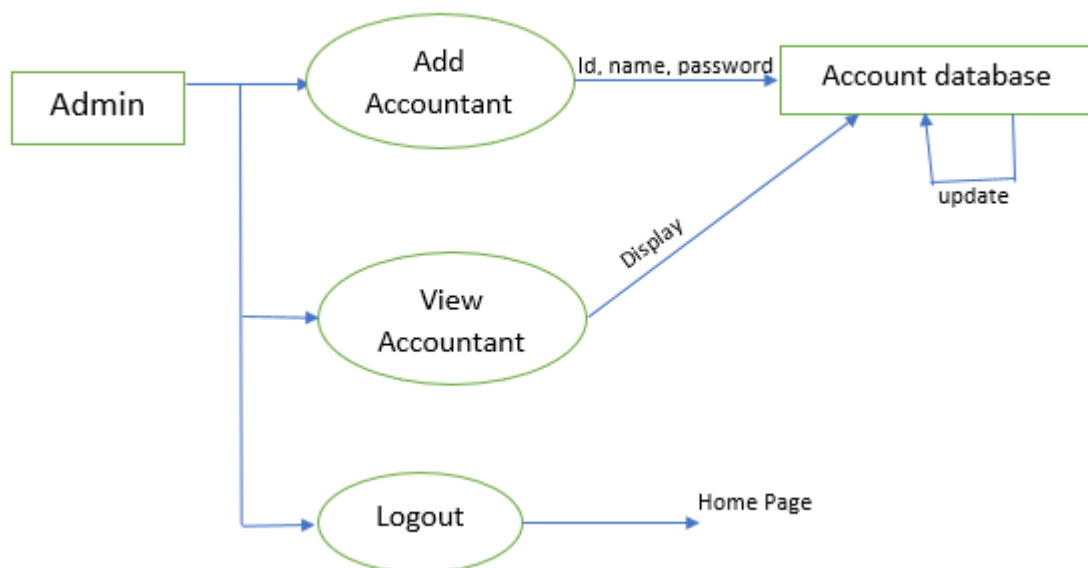 Admin
Add
Accountant
Id, name, password
Account database
update
Display
View
Accountant
Logout
Home Page